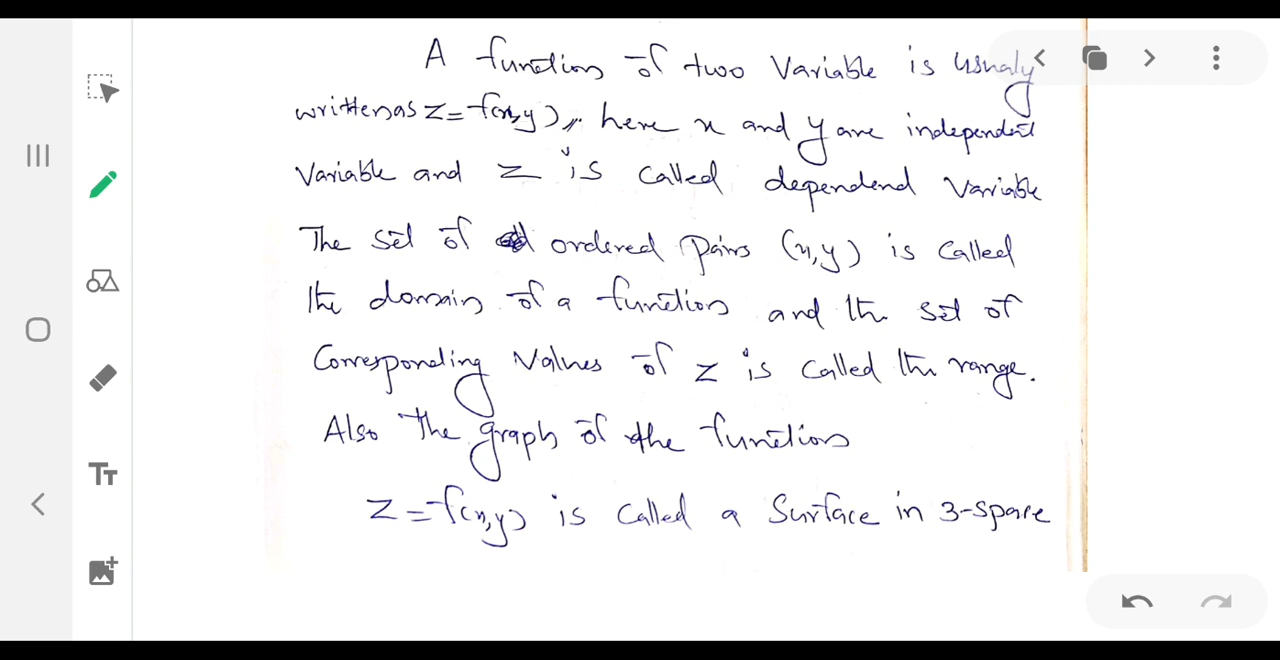 A function of two Variable is usualy
written as z = f(x,y), here x and y are independent
Variable and z is called dependend Variable
The set of ordered pairs (x,y) is called
the domain of a function and the set of
Corresponding Values of z is called the range.
Also the graph of the function
z = f(x,y) is called a Surface in 3-space
TT